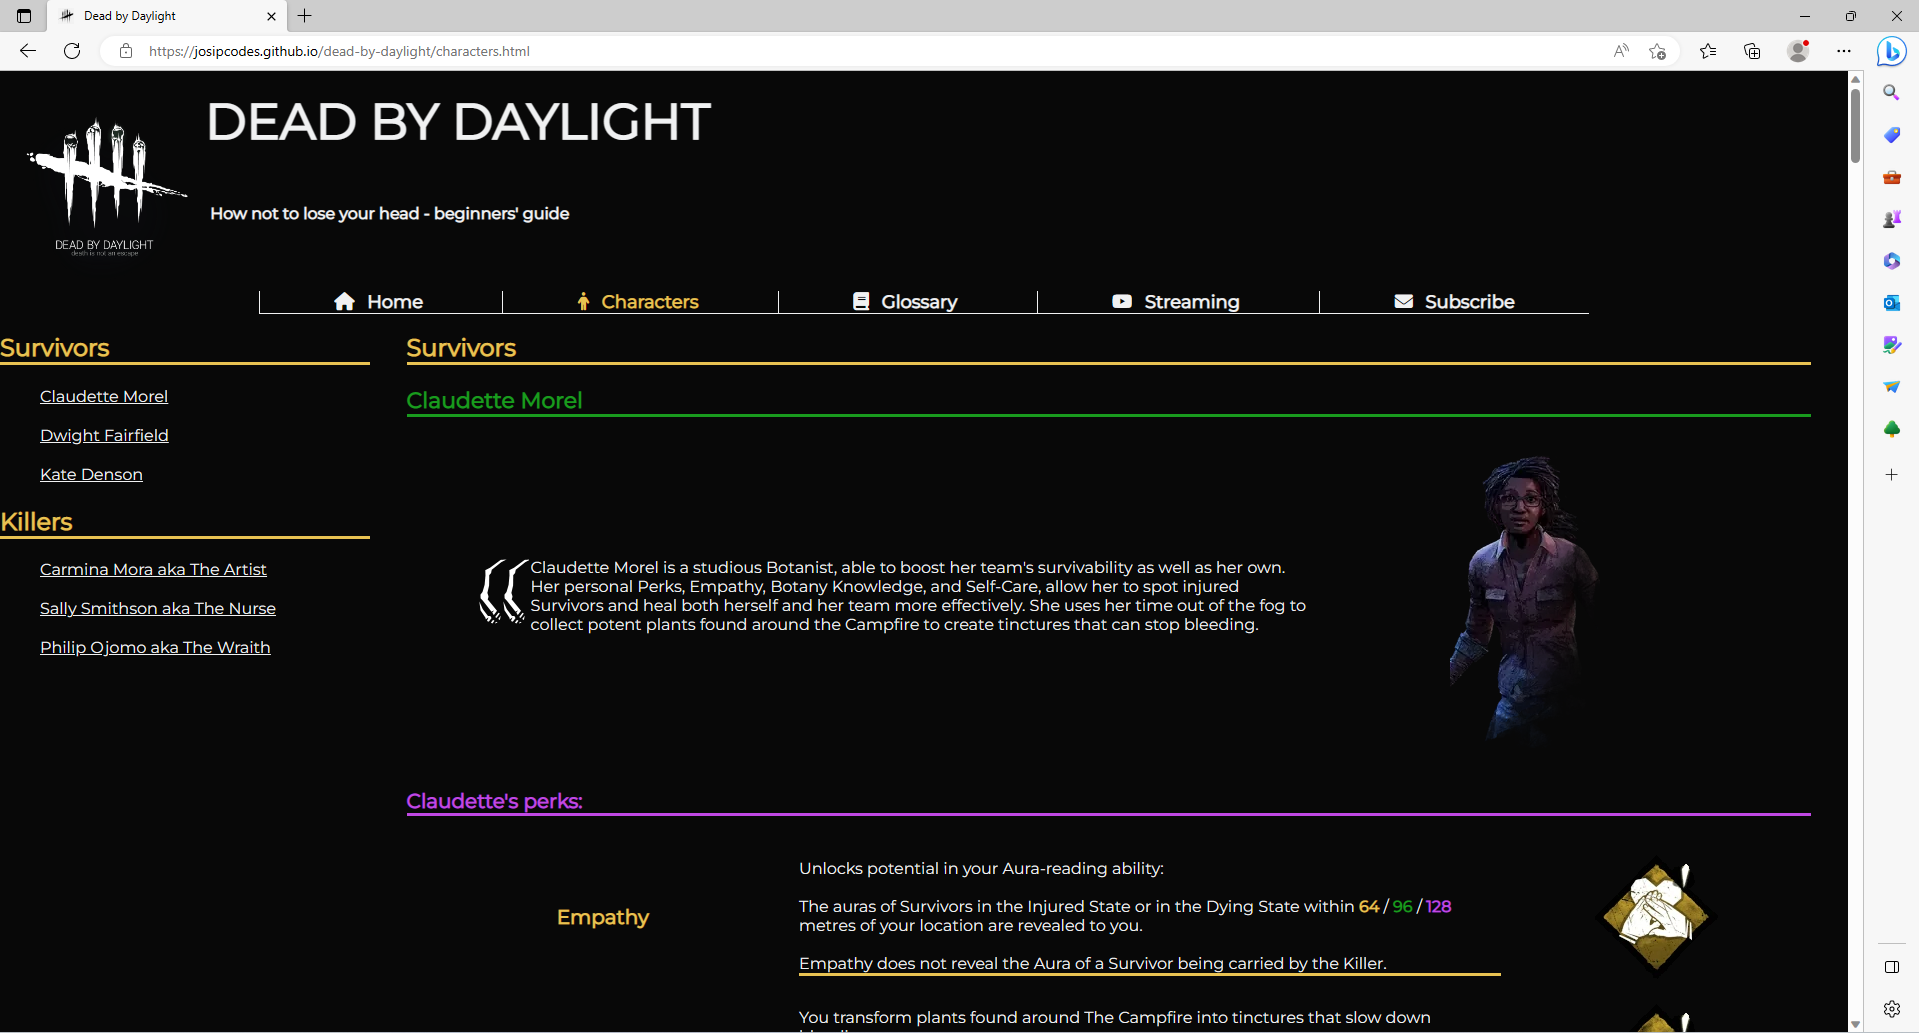 Dead by Daylight
https://josipcodes.github.io/dead-by-daylight/characters.html
DEAD BY DAYLIGHT
How not to lose your head - beginners' guide
DEAD BY DAYLIGHT
death is not an escape
Home
Characters
Glossary
Streaming
Subscribe
Survivors
Claudette Morel
Dwight Fairfield
Kate Denson
Killers
Carmina Mora aka The Artist
Sally Smithson aka The Nurse
Philip Ojomo aka The Wraith
Survivors
Claudette Morel
Claudette Morel is a studious Botanist, able to boost her team's survivability as well as her own.
Her personal Perks, Empathy, Botany Knowledge, and Self-Care, allow her to spot injured
Survivors and heal both herself and her team more effectively. She uses her time out of the fog to
collect potent plants found around the Campfire to create tinctures that can stop bleeding.
Claudette's perks:
Empathy
Unlocks potential in your Aura-reading ability:
The auras of Survivors in the Injured State or in the Dying State within 64 / 96 / 128
metres of your location are revealed to you.
Empathy does not reveal the Aura of a Survivor being carried by the Killer.
You transform plants found around The Campfire into tinctures that slow down